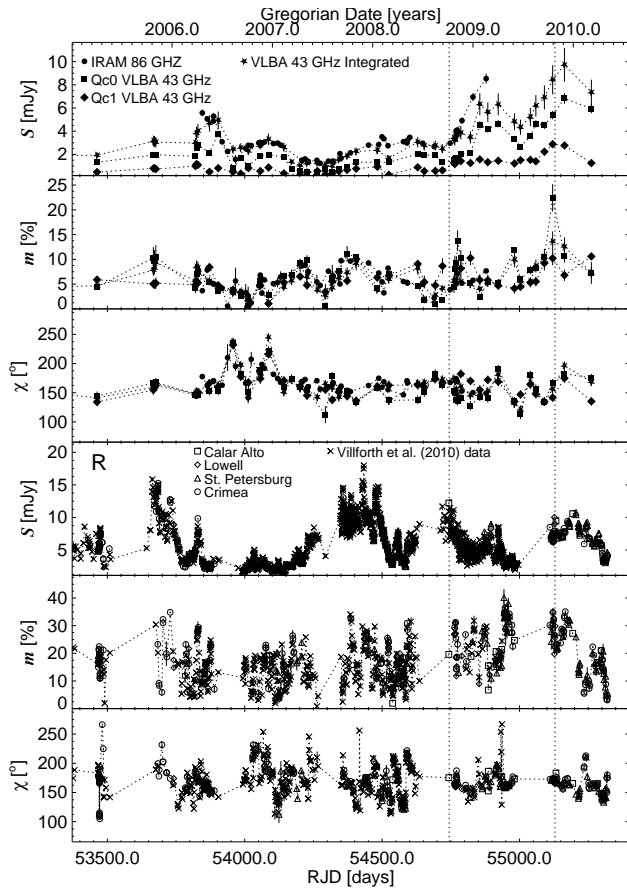 Gregorian Date [years]
2006.0 2007.0 2008.0 2009.0 2010.0
IRAM 86 GHZ
VLBA 43 GHz Integrated
Qc0 VLBA 43 GHz
Qc1 VLBA 43 GHz
S [mJy]
10
8
6
4
2
m [%]
25
20
15
10
5
0
χ [°]
250
200
150
100
R
Calar Alto
Villforth et al. (2010) data
Lowell
St. Petersburg
Crimea
S [mJy]
20
15
10
5
m [%]
40
30
20
10
0
χ [°]
250
200
150
100
53500.0 54000.0 54500.0 55000.0
RJD [days]